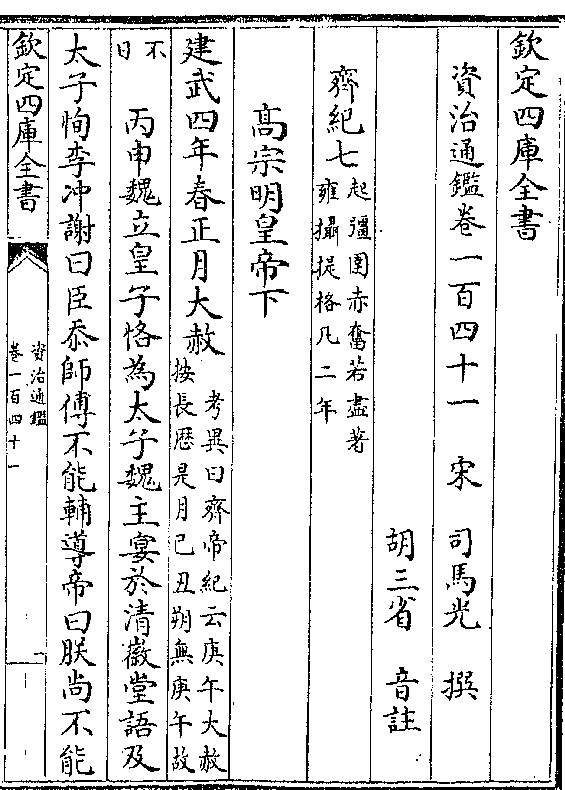 欽定四庫全書
資治通鑑卷一百四十一　宋　司馬光　撰
胡三省　音註
齊紀七
起彊圉赤奮若盡著
雍攝提格凡二年
高宗明皇帝下
建武四年春正月大赦
考異曰齊帝紀云庚午大赦
按長厯是月己丑朔無庚午故
不
日
丙申魏立皇子恪為太子魏主宴於清徽堂語及
太子恂李冲謝曰臣忝師傅不能輔導帝曰朕尚不能
欽定四庫全書
資治通鑑
卷一百四十一
一